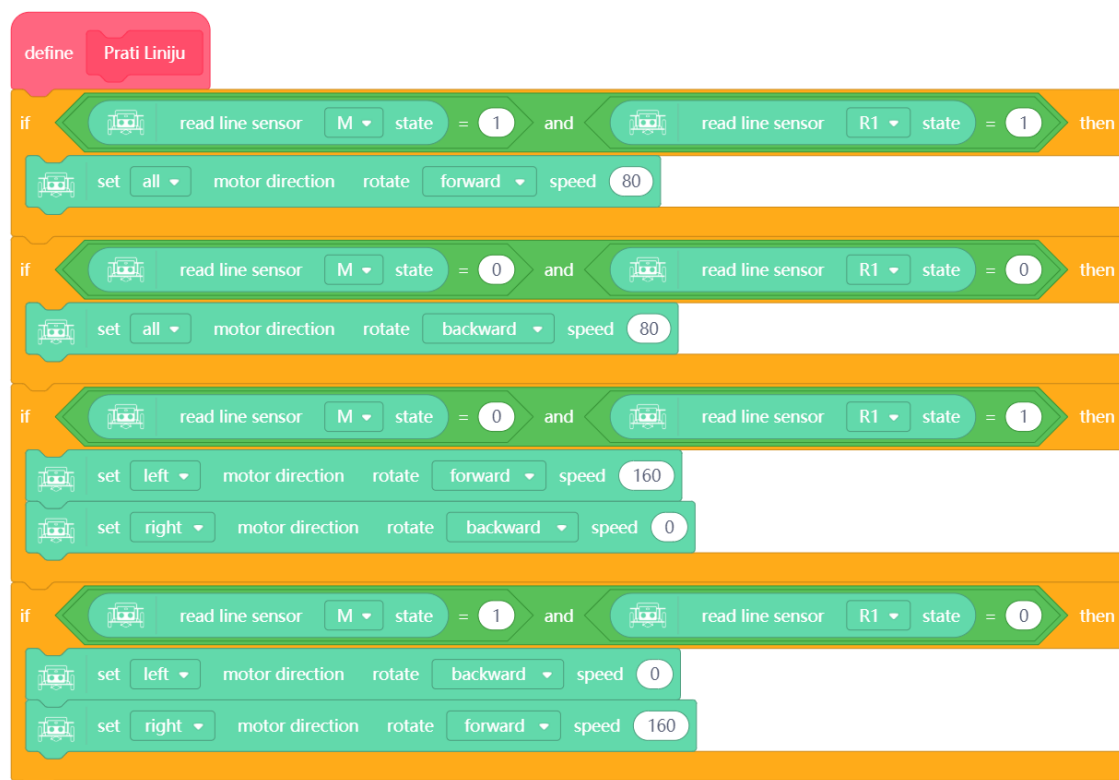 define Prati Liniju
if read line sensor M state = 1 and read line sensor R1 state = 1 then
set all motor direction rotate forward speed 80
if read line sensor M state = 0 and read line sensor R1 state = 0 then
set all motor direction rotate backward speed 80
if read line sensor M state = 0 and read line sensor R1 state = 1 then
set left motor direction rotate forward speed 160
set right motor direction rotate backward speed 0
if read line sensor M state = 1 and read line sensor R1 state = 0 then
set left motor direction rotate backward speed 0
set right motor direction rotate forward speed 160